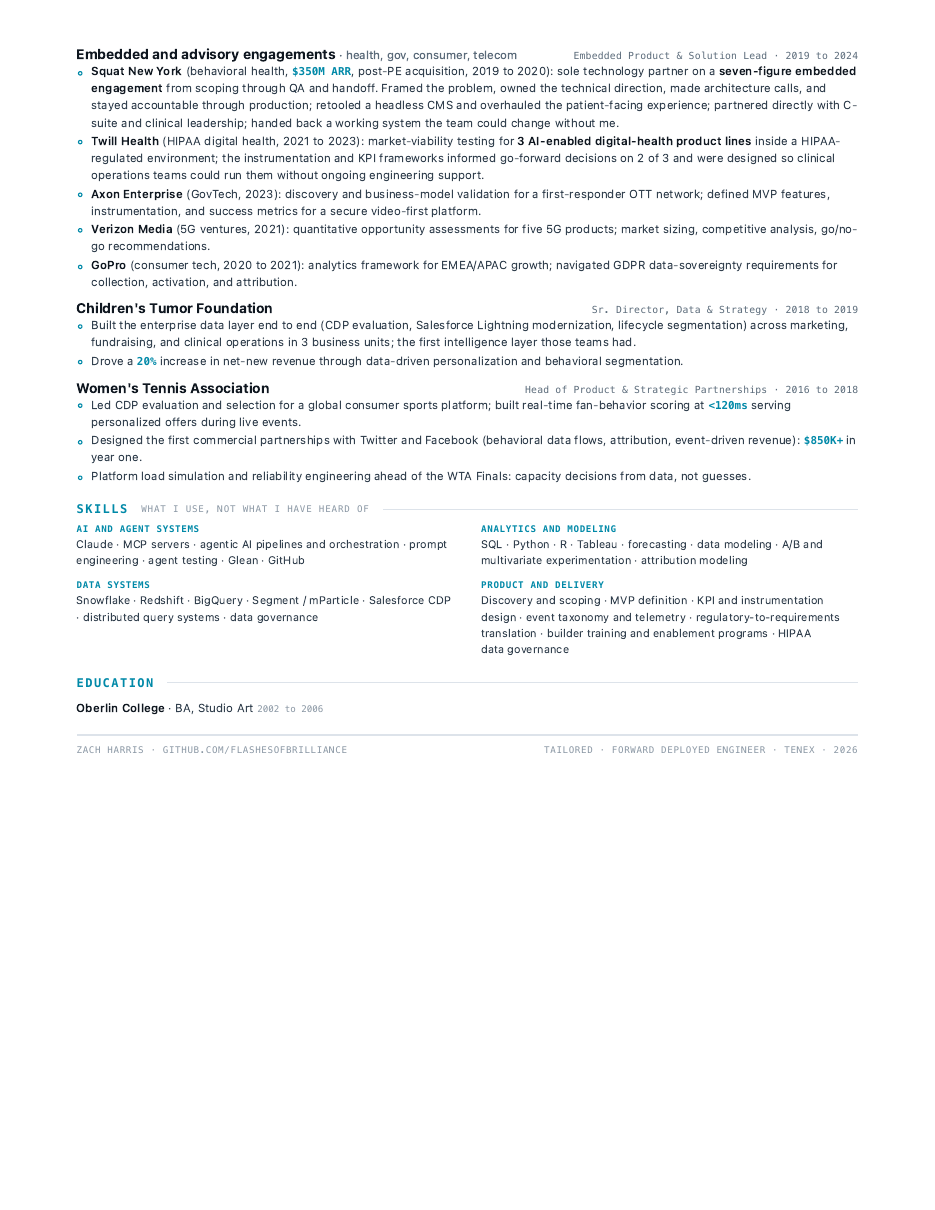 Embedded and advisory engagements · health, gov, consumer, telecom Embedded Product & Solution Lead · 2019 to 2024
Squat New York (behavioral health, $350M ARR, post-PE acquisition, 2019 to 2020): sole technology partner on a seven-figure embedded
engagement from scoping through QA and handoff. Framed the problem, owned the technical direction, made architecture calls, and
stayed accountable through production; retooled a headless CMS and overhauled the patient-facing experience; partnered directly with C-
suite and clinical leadership; handed back a working system the team could change without me.
Twill Health (HIPAA digital health, 2021 to 2023): market-viability testing for 3 AI-enabled digital-health product lines inside a HIPAA-
regulated environment; the instrumentation and KPI frameworks informed go-forward decisions on 2 of 3 and were designed so clinical
operations teams could run them without ongoing engineering support.
Axon Enterprise (GovTech, 2023): discovery and business-model validation for a first-responder OTT network; defined MVP features,
instrumentation, and success metrics for a secure video-first platform.
Verizon Media (5G ventures, 2021): quantitative opportunity assessments for five 5G products; market sizing, competitive analysis, go/no-
go recommendations.
GoPro (consumer tech, 2020 to 2021): analytics framework for EMEA/APAC growth; navigated GDPR data-sovereignty requirements for
collection, activation, and attribution.
Children's Tumor Foundation Sr. Director, Data & Strategy · 2018 to 2019
Built the enterprise data layer end to end (CDP evaluation, Salesforce Lightning modernization, lifecycle segmentation) across marketing,
fundraising, and clinical operations in 3 business units; the first intelligence layer those teams had.
Drove a 20% increase in net-new revenue through data-driven personalization and behavioral segmentation.
Women's Tennis Association Head of Product & Strategic Partnerships · 2016 to 2018
Led CDP evaluation and selection for a global consumer sports platform; built real-time fan-behavior scoring at <120ms serving
personalized offers during live events.
Designed the first commercial partnerships with Twitter and Facebook (behavioral data flows, attribution, event-driven revenue): $850K+ in
year one.
Platform load simulation and reliability engineering ahead of the WTA Finals: capacity decisions from data, not guesses.
SKILLS WHAT I USE, NOT WHAT I HAVE HEARD OF
AI AND AGENT SYSTEMS
Claude · MCP servers · agentic AI pipelines and orchestration · prompt
engineering · agent testing · Glean · GitHub
ANALYTICS AND MODELING
SQL · Python · R · Tableau · forecasting · data modeling · A/B and
multivariate experimentation · attribution modeling
DATA SYSTEMS
Snowflake · Redshift · BigQuery · Segment / mParticle · Salesforce CDP
· distributed query systems · data governance
PRODUCT AND DELIVERY
Discovery and scoping · MVP definition · KPI and instrumentation
design · event taxonomy and telemetry · regulatory-to-requirements
translation · builder training and enablement programs · HIPAA
data governance
EDUCATION
Oberlin College · BA, Studio Art 2002 to 2006
ZACH HARRIS · GITHUB.COM/FLASHESOFBRILLIANCE TAILORED · FORWARD DEPLOYED ENGINEER · TENEX · 2026